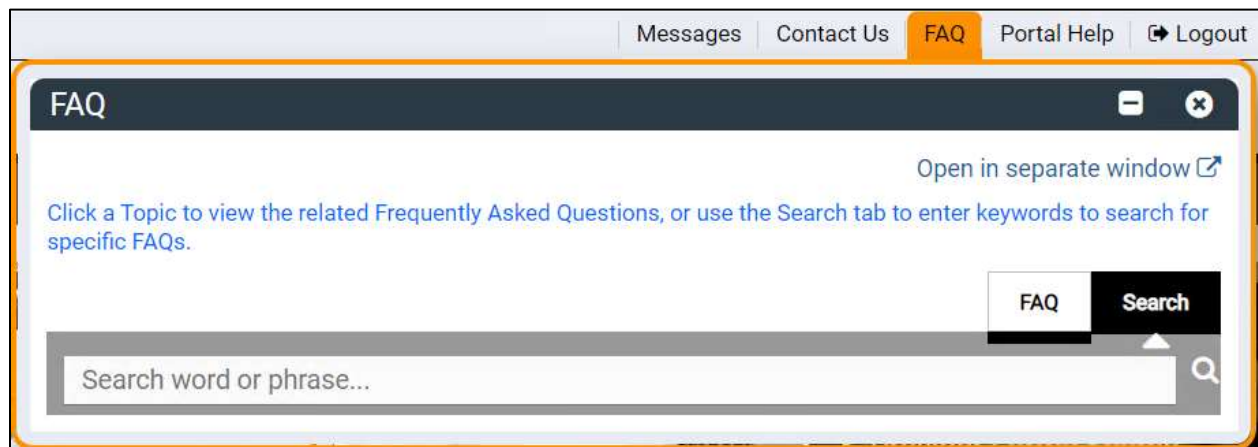 Messages Contact Us FAQ Portal Help Logout
FAQ
Open in separate window
Click a Topic to view the related Frequently Asked Questions, or use the Search tab to enter keywords to search for
specific FAQs.
FAQ Search
Search word or phrase...